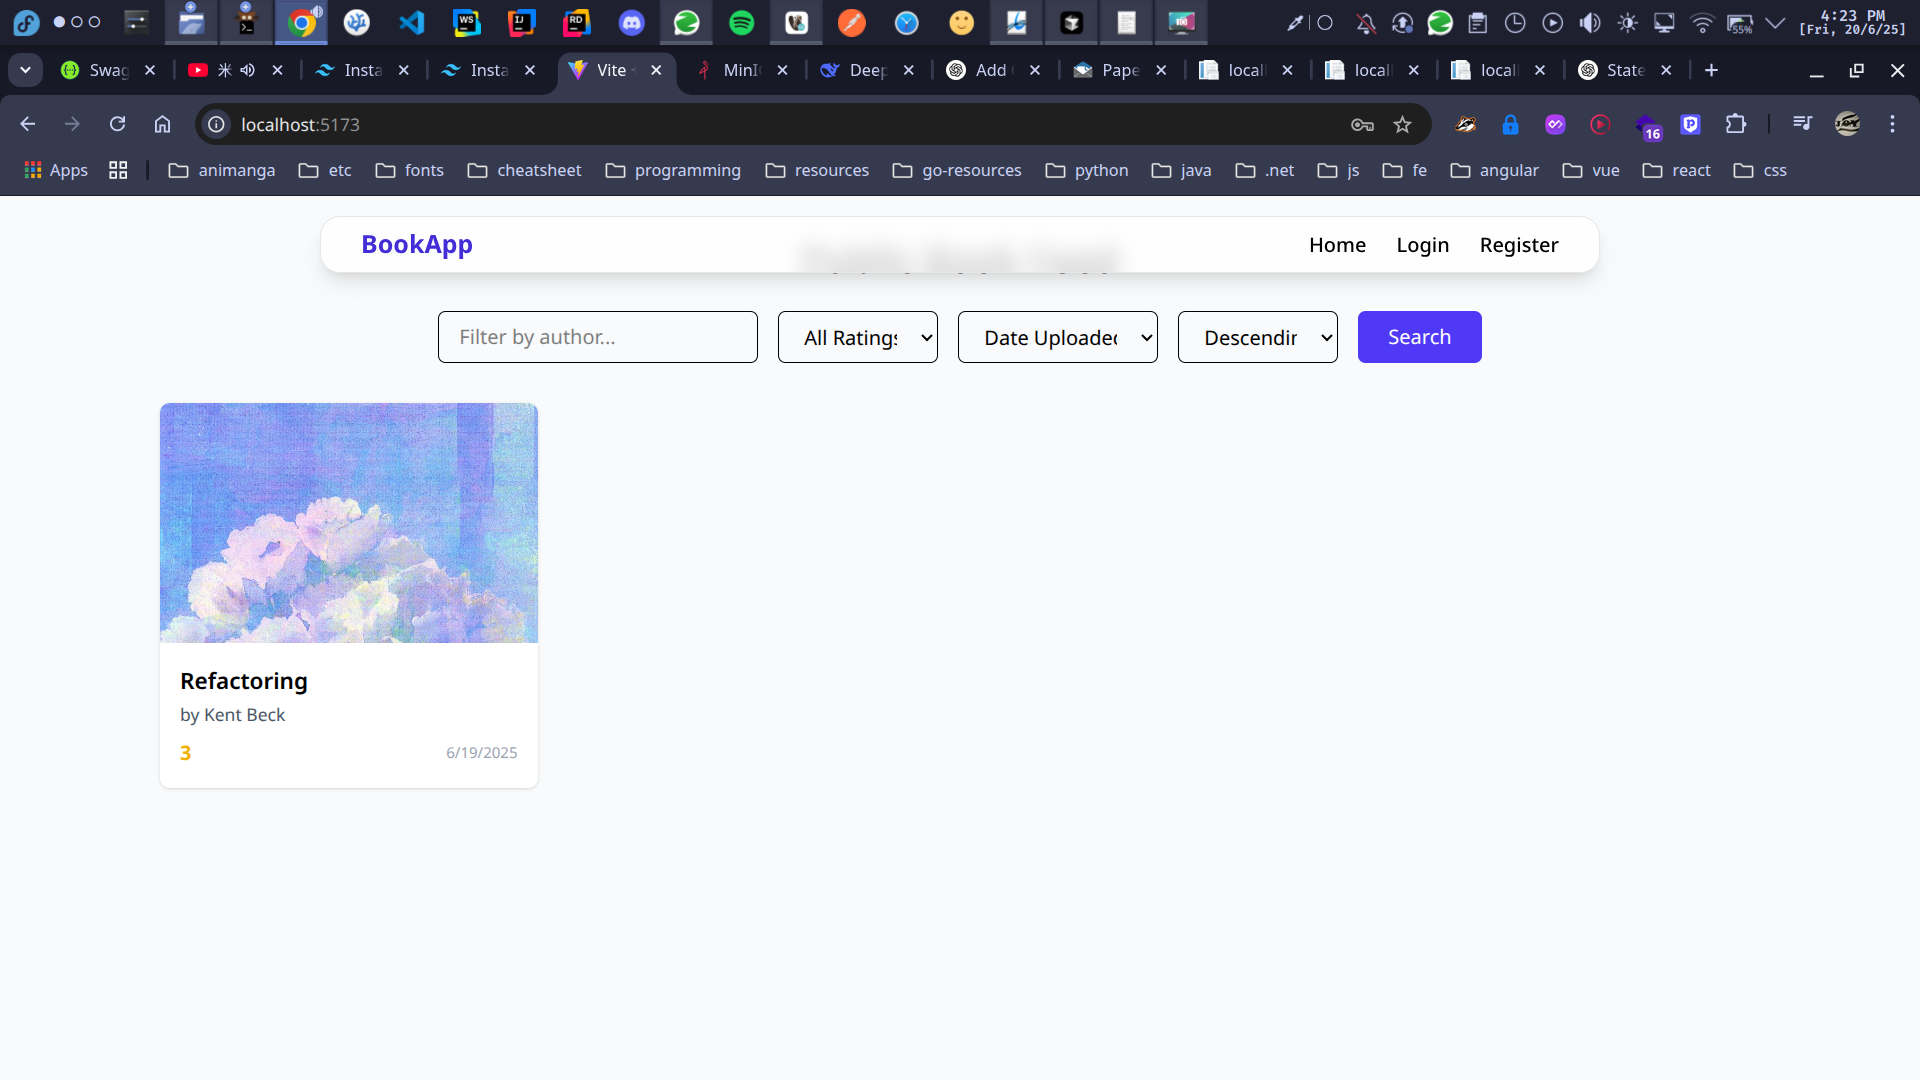 4:23 PM
[Fri, 20/6/25]
55%
Swag
米
Insta
Insta
Vite
MinI
Deep
Add
Pape
local
local
local
State
localhost:5173
16
Apps
animanga
etc
fonts
cheatsheet
programming
resources
go-resources
python
java
.net
js
fe
angular
vue
react
css
BookApp
Home
Login
Register
Filter by author...
All Ratings
Date Uploaded
Descendin
Search
Refactoring
by Kent Beck
3
6/19/2025